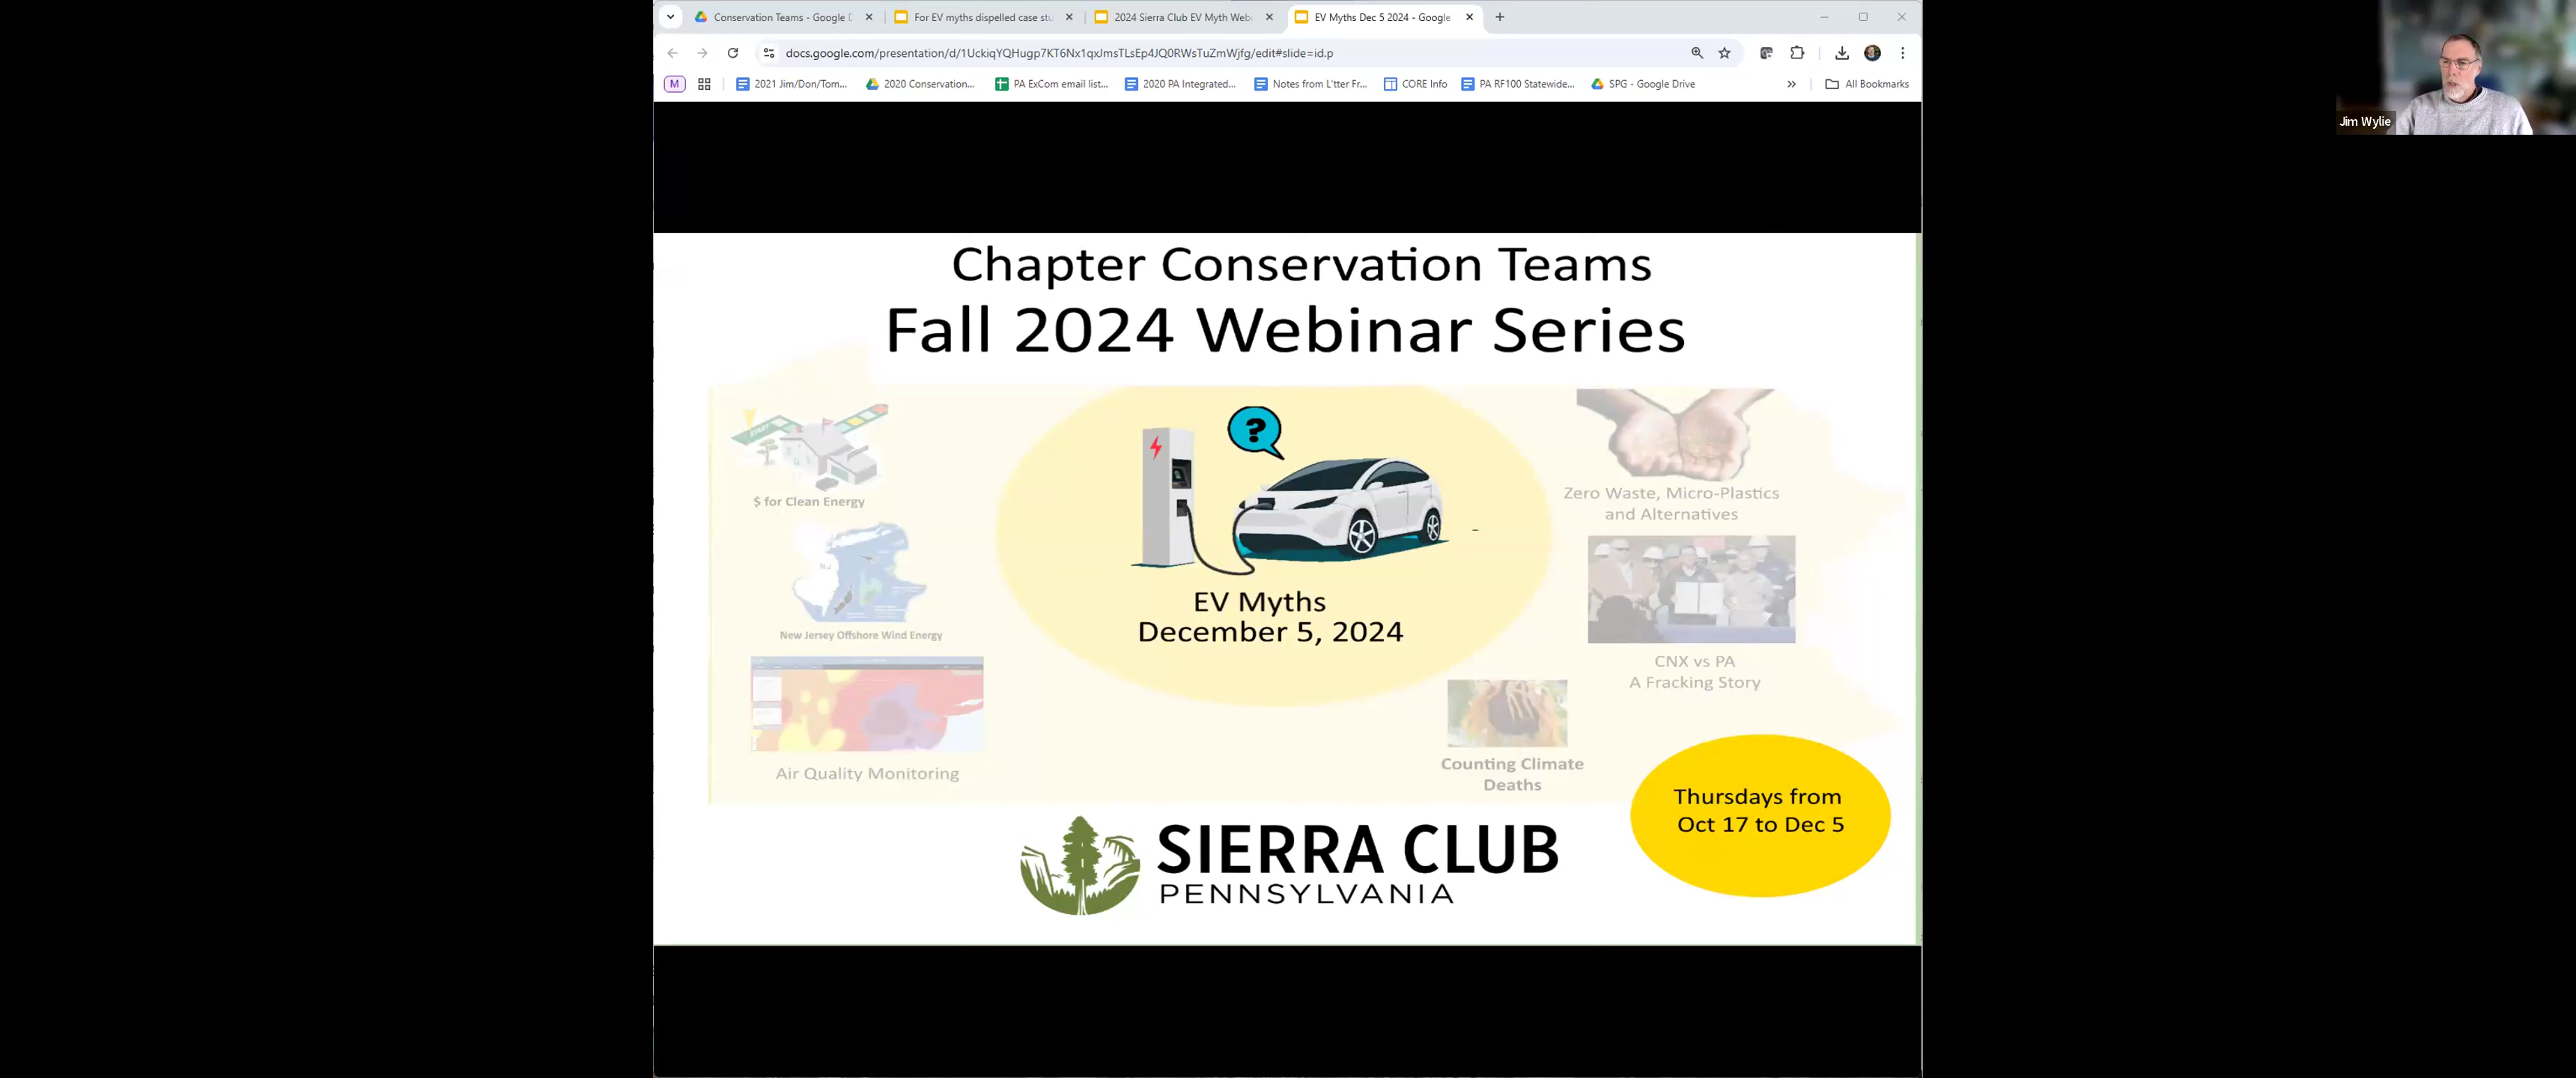 Conservation Teams - Google D
For EV myths dispelled case stu
2024 Sierra Club EV Myth Webi
EV Myths Dec 5 2024 - Google
docs.google.com/presentation/d/1UckiqYQHugp7KT6Nx1qxJmsTLsEp4JQ0RWsTuZmWjfg/edit#slide=id.p
M
2021 Jim/Don/Tom...
2020 Conservation...
PA ExCom email list...
2020 PA Integrated...
Notes from L'tter Fr...
CORE Info
PA RF100 Statewide...
SPG - Google Drive
All Bookmarks
Jim Wylie
Chapter Conservation Teams
Fall 2024 Webinar Series
START
$ for Clean Energy
NJ
New Jersey Offshore Wind Energy
Air Quality Monitoring
?
EV Myths
December 5, 2024
Zero Waste, Micro-Plastics
and Alternatives
CNX vs PA
A Fracking Story
Counting Climate
Deaths
Thursdays from
Oct 17 to Dec 5
SIERRA CLUB
PENNSYLVANIA